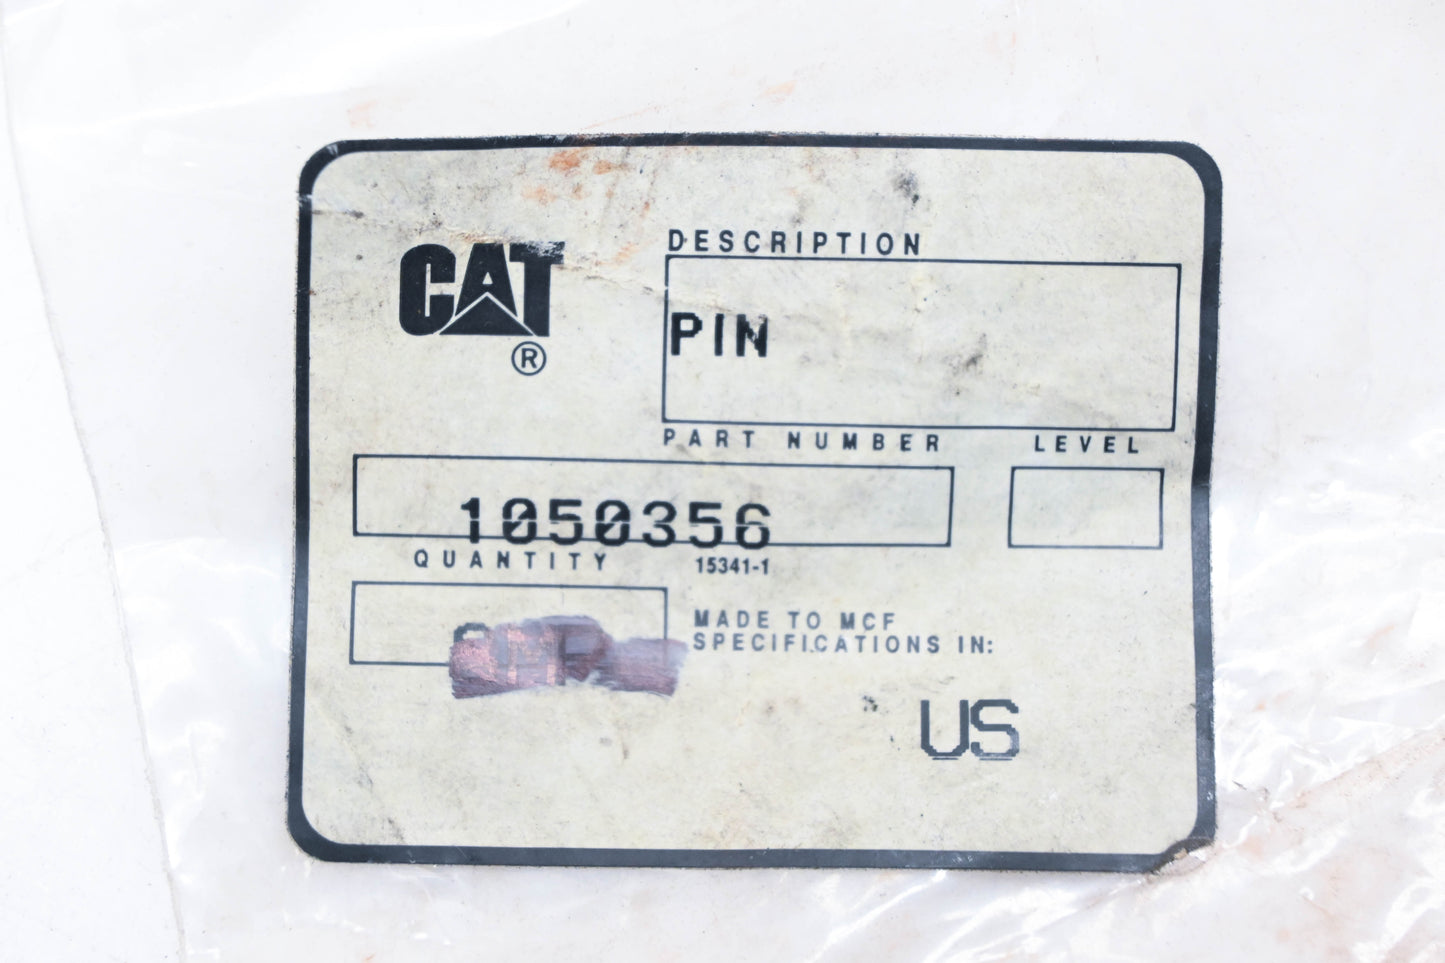 CAT
®
DESCRIPTION
PIN
PART NUMBER
LEVEL
1050356
QUANTITY
15341-1
MADE TO MCF
SPECIFICATIONS IN:
US